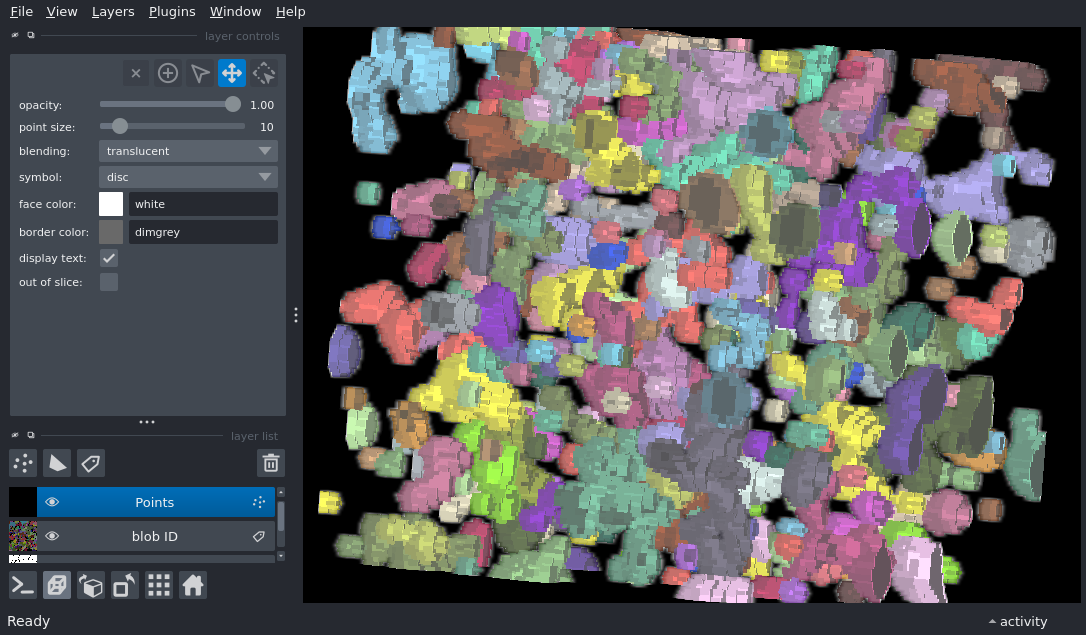 File View Layers Plugins Window Help
layer controls
opacity: 1.00
point size: 10
blending: translucent
symbol: disc
face color: white
border color: dimgrey
display text:
out of slice:
layer list
Points
blob ID
Ready
activity